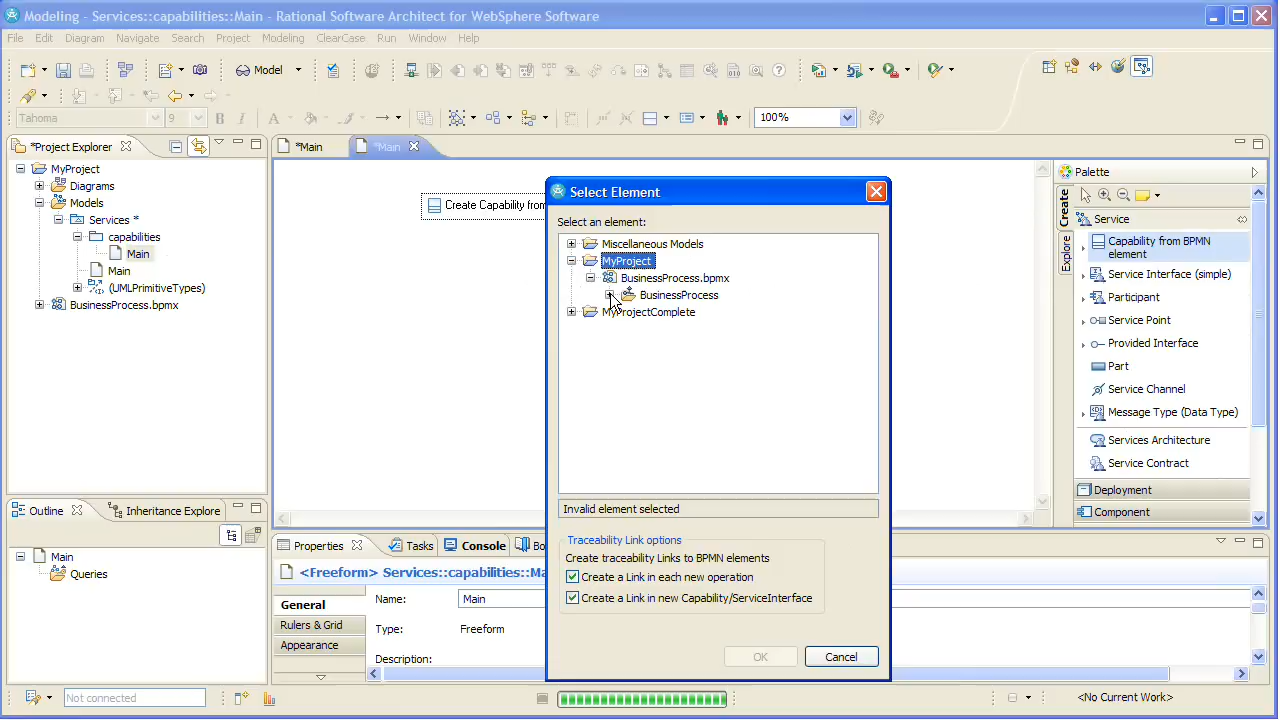 Modeling - Services::capabilities::Main - Rational Software Architect for WebSphere Software
File Edit Diagram Navigate Search Project Modeling ClearCase Run Window Help
Model
Tahoma 9 B I A 100%
*Project Explorer
MyProject
Diagrams
Models
Services *
capabilities
Main
Main
(UMLPrimitiveTypes)
BusinessProcess.bpmx
*Main *Main
Create Capability from
Select Element
Select an element:
Miscellaneous Models
MyProject
BusinessProcess.bpmx
BusinessProcess
MyProjectComplete
Invalid element selected
Traceability Link options
Create traceability Links to BPMN elements
Create a Link in each new operation
Create a Link in new Capability/ServiceInterface
OK Cancel
Palette
Create
Explore
Service
Capability from BPMN
element
Service Interface (simple)
Participant
Service Point
Provided Interface
Part
Service Channel
Message Type (Data Type)
Services Architecture
Service Contract
Deployment
Component
Outline Inheritance Explore
Main
Queries
Properties Tasks Console Bo
<Freeform> Services::capabilities::Ma
General
Rulers & Grid
Appearance
Name: Main
Type: Freeform
Description:
Not connected
<No Current Work>